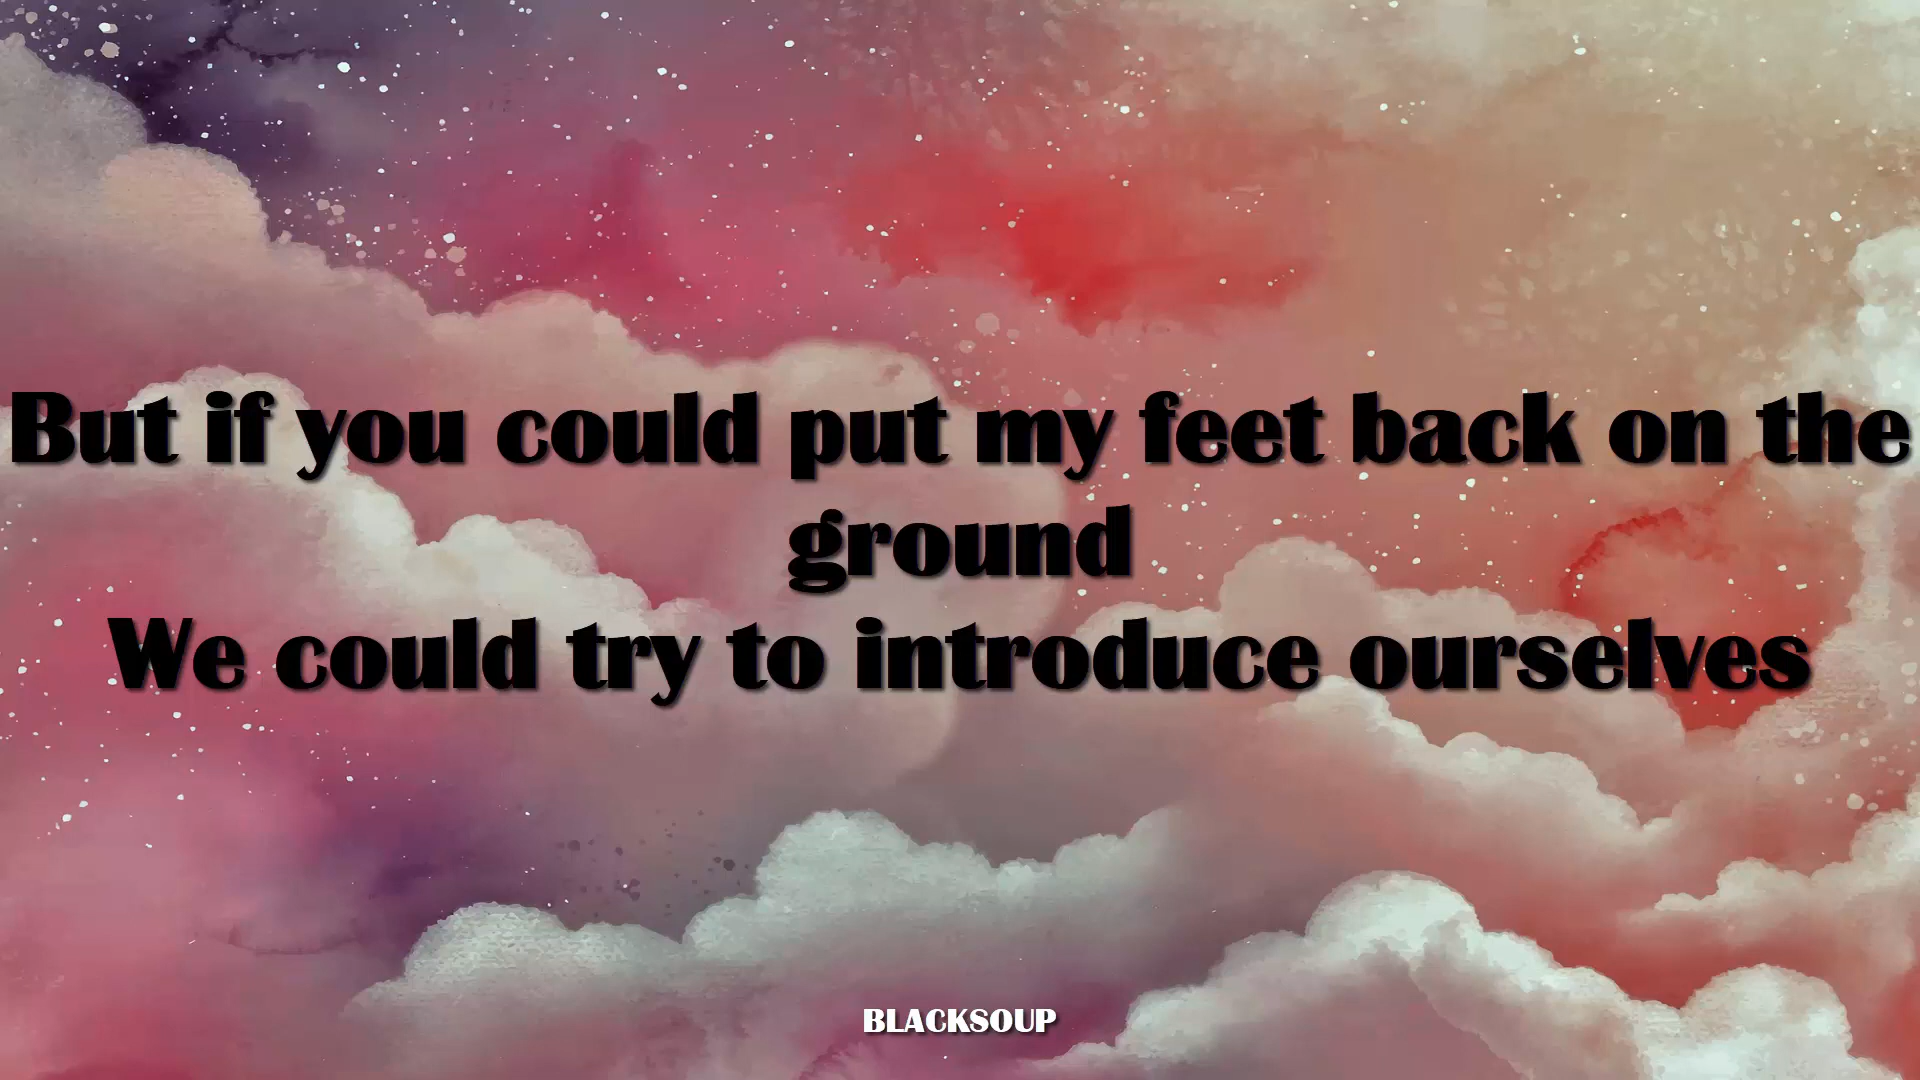 But if you could put my feet back on the
ground
We could try to introduce ourselves
BLACKSOUP